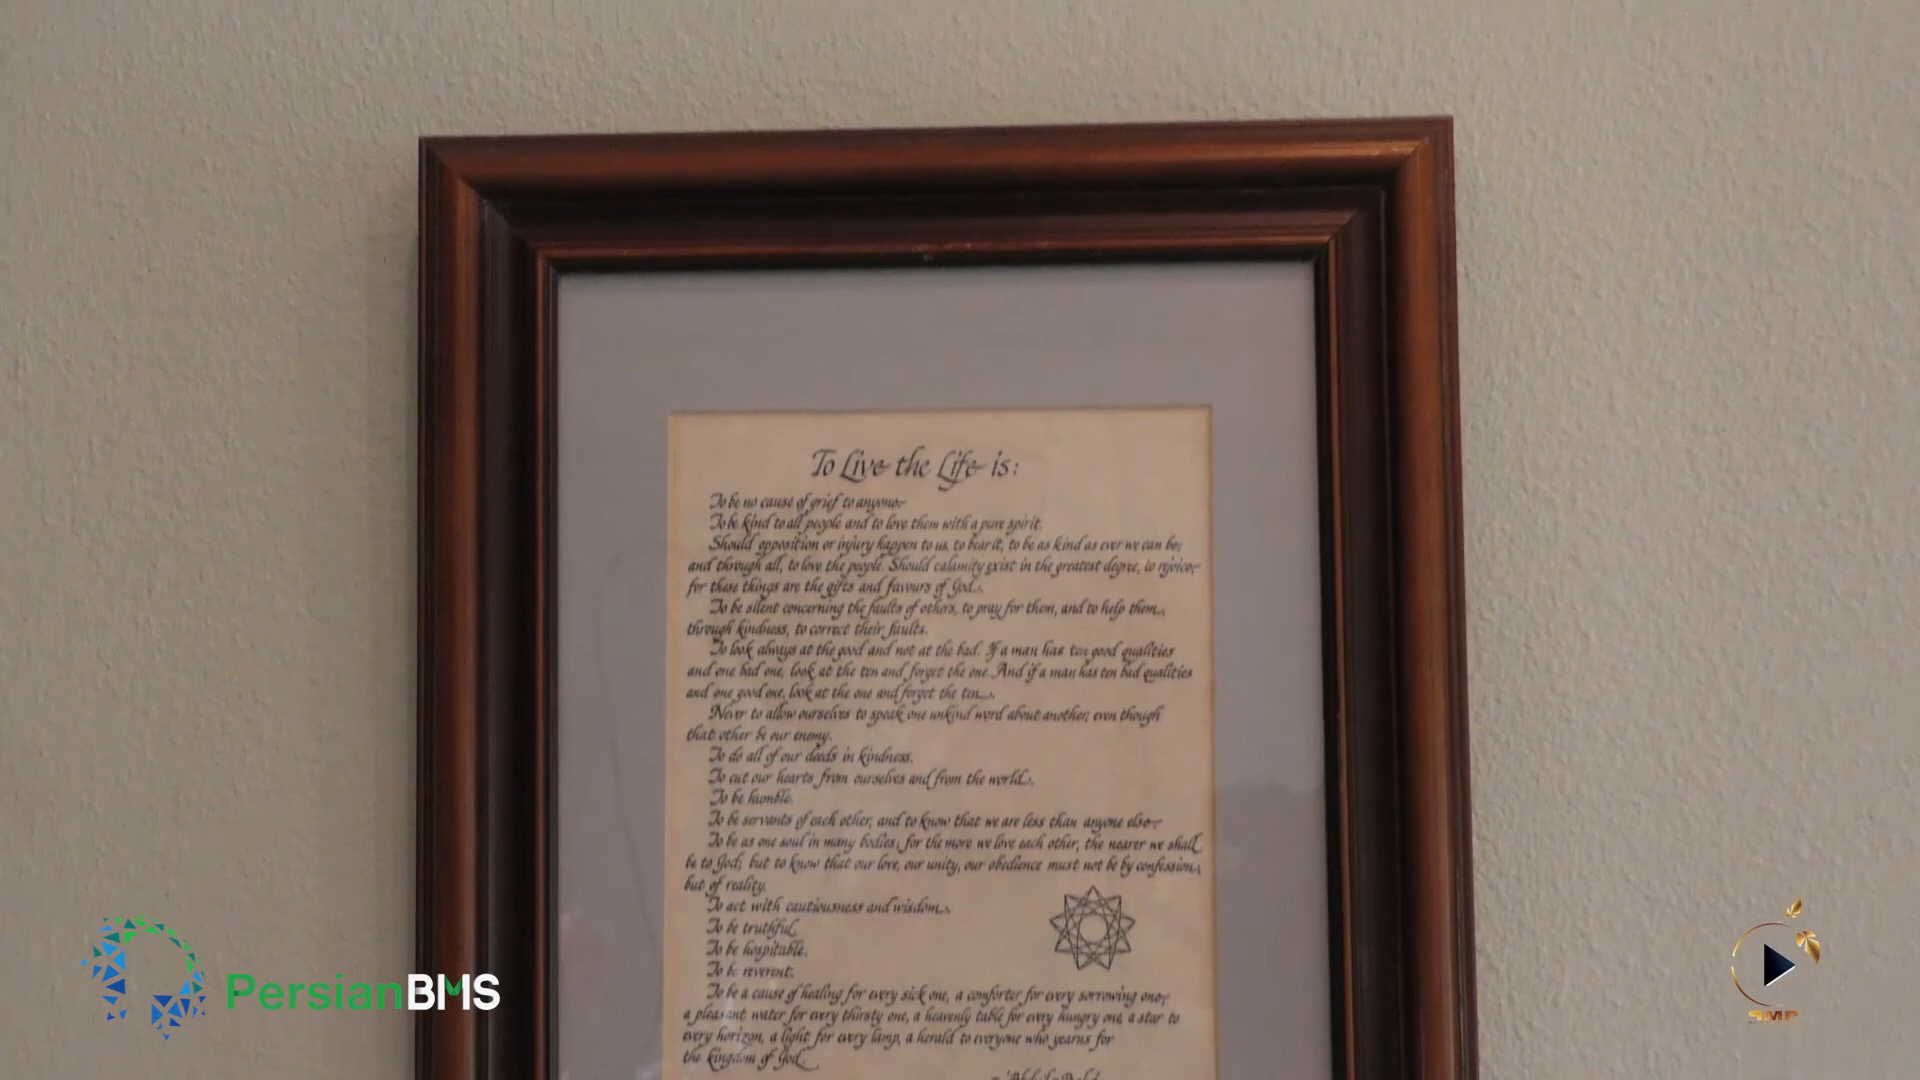 To Live the Life is:
To be no cause of grief to anyone.
To be kind to all people and to love them with a pure spirit.
Should opposition or injury happen to us, to bear it, to be as kind as ever we can be,
and through all, to love the people. Should calamity exist in the greatest degree, to rejoice,
for these things are the gifts and favours of God.
To be silent concerning the faults of others, to pray for them, and to help them,
through kindness, to correct their faults.
To look always at the good and not at the bad. If a man has ten good qualities
and one bad one, look at the ten and forget the one. And if a man has ten bad qualities
and one good one, look at the one and forget the ten.
Never to allow ourselves to speak one unkind word about another, even though
that other be our enemy.
To do all of our deeds in kindness.
To cut our hearts from ourselves and from the world.
To be humble.
To be servants of each other, and to know that we are less than anyone else.
To be as one soul in many bodies, for the more we love each other, the nearer we shall
be to God; but to know that our love, our unity, our obedience must not be by confession,
but of reality.
To act with cautiousness and wisdom.
To be truthful.
To be hospitable.
To be reverent.
To be a cause of healing for every sick one, a comforter for every sorrowing one,
a pleasant water for every thirsty one, a heavenly table for every hungry one, a star to
every horizon, a light for every lamp, a herald to everyone who yearns for
the kingdom of God.
PersianBMS
PMP